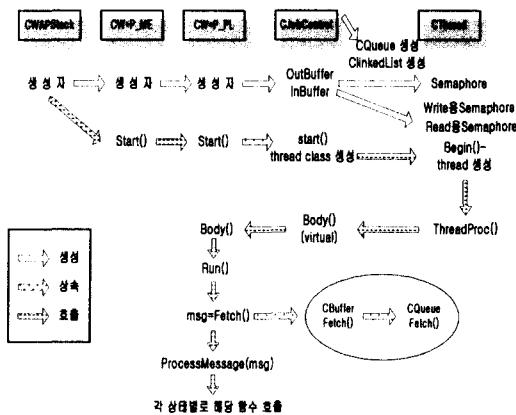 CWAPStack
CWxP_ME
CWxP_PL
CJobControl
CThread
CQueue 생성
ClinkedList 생성
생성자
생성자
생성자
OutBuffer
InBuffer
Semaphore
Write용Semaphore
Read용Semaphore
Start()
Start()
start()
thread class 생성
Begin()-
thread 생성
Body()
Body()
(virtual)
ThreadProc()
Run()
생성
상속
호출
msg=Fetch()
CBuffer
Fetch()
CQueue
Fetch()
ProcessMessage(msg)
각 상태별로 해당 함수 호출